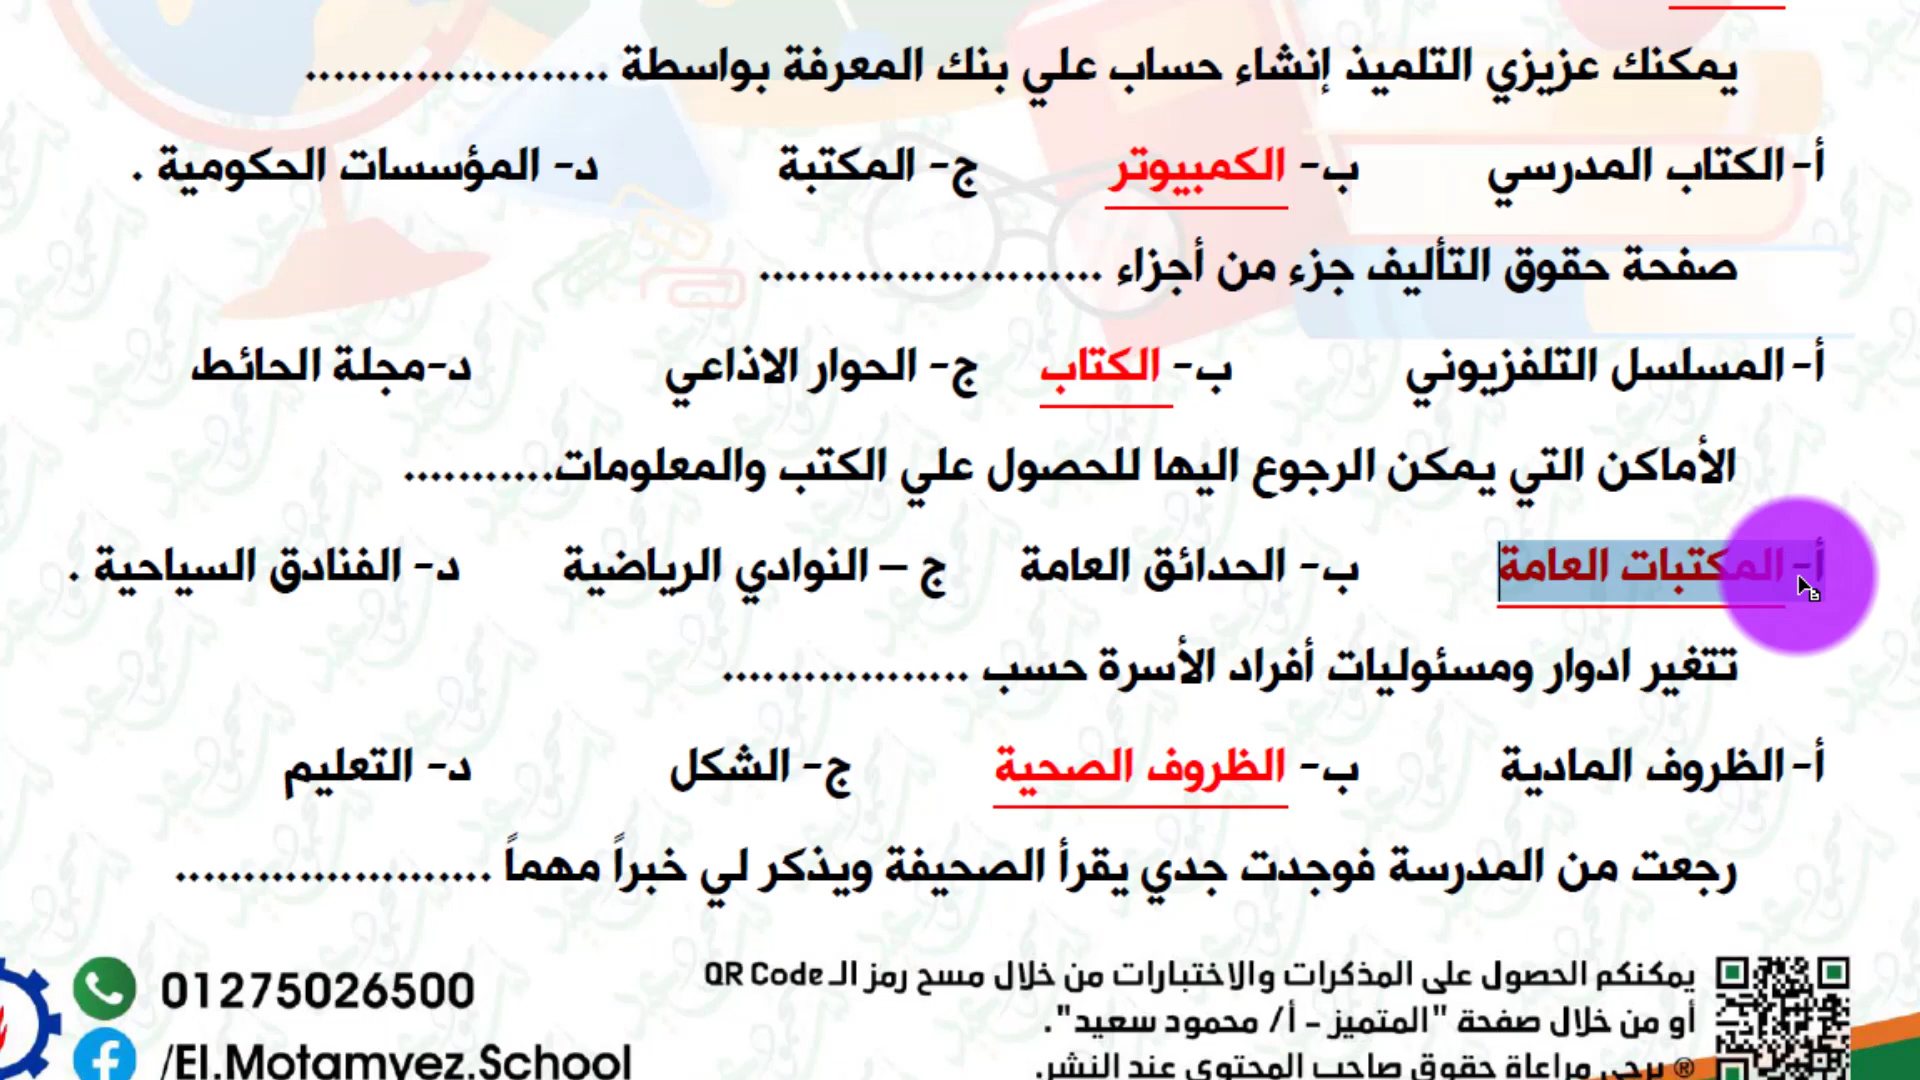 يمكنك عزيزي التلميذ إنشاء حساب علي بنك المعرفة بواسطة ......................
أ- الكتاب المدرسي ب- الكمبيوتر ج- المكتبة د- المؤسسات الحكومية .
صفحة حقوق التأليف جزء من أجزاء .........................
أ- المسلسل التلفزيوني ب- الكتاب ج- الحوار الاذاعي د-مجلة الحائط
الأماكن التي يمكن الرجوع اليها للحصول علي الكتب والمعلومات...........
أ- المكتبات العامة ب- الحدائق العامة ج – النوادي الرياضية د- الفنادق السياحية .
تتغير ادوار ومسئوليات أفراد الأسرة حسب ..................
أ- الظروف المادية ب- الظروف الصحية ج- الشكل د- التعليم
رجعت من المدرسة فوجدت جدي يقرأ الصحيفة ويذكر لي خبراً مهماً .......................
يمكنكم الحصول على المذكرات والاختبارات من خلال مسح رمز الـ QR Code
أو من خلال صفحة "المتميز - أ/ محمود سعيد".
® يرجى مراعاة حقوق صاحب المحتوى عند النشر.
01275026500
/El.Motamyez.School